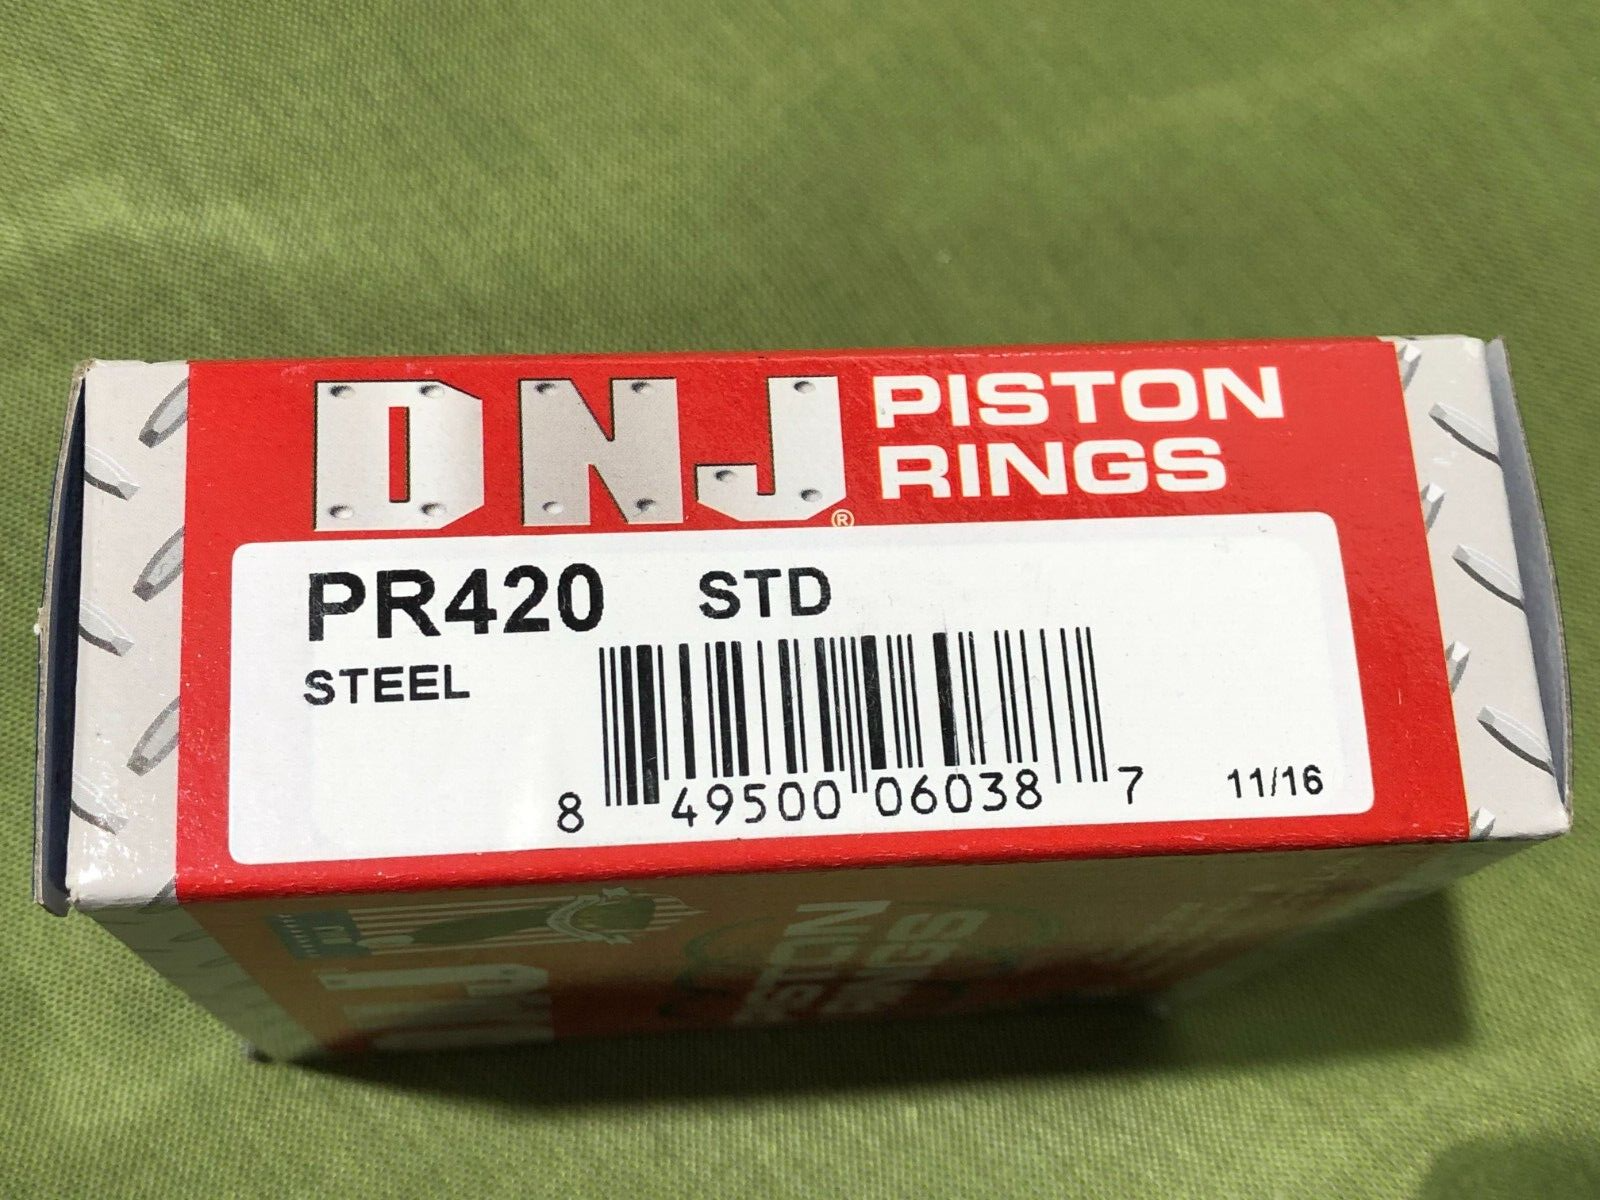 DNJ® PISTON
RINGS
PR420 STD
STEEL
8 49500 06038 7
11/16